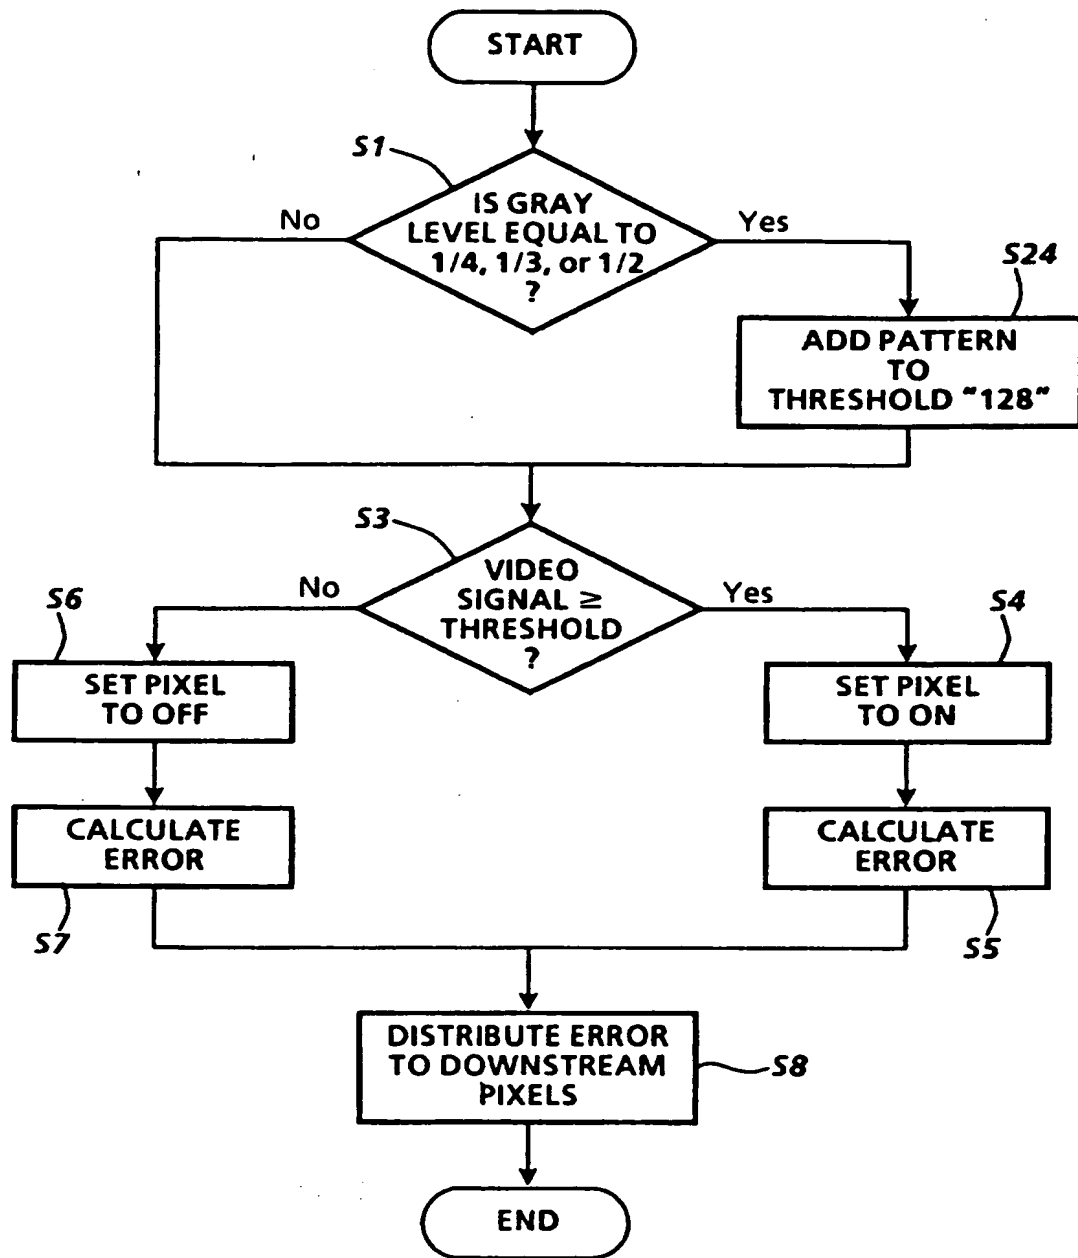 START
S1
IS GRAY
LEVEL EQUAL TO
1/4, 1/3, or 1/2
?
No
Yes
S24
ADD PATTERN
TO
THRESHOLD "128"
S3
VIDEO
SIGNAL ≥
THRESHOLD
?
No
Yes
S6
SET PIXEL
TO OFF
S4
SET PIXEL
TO ON
CALCULATE
ERROR
S7
CALCULATE
ERROR
S5
DISTRIBUTE ERROR
TO DOWNSTREAM
PIXELS
S8
END